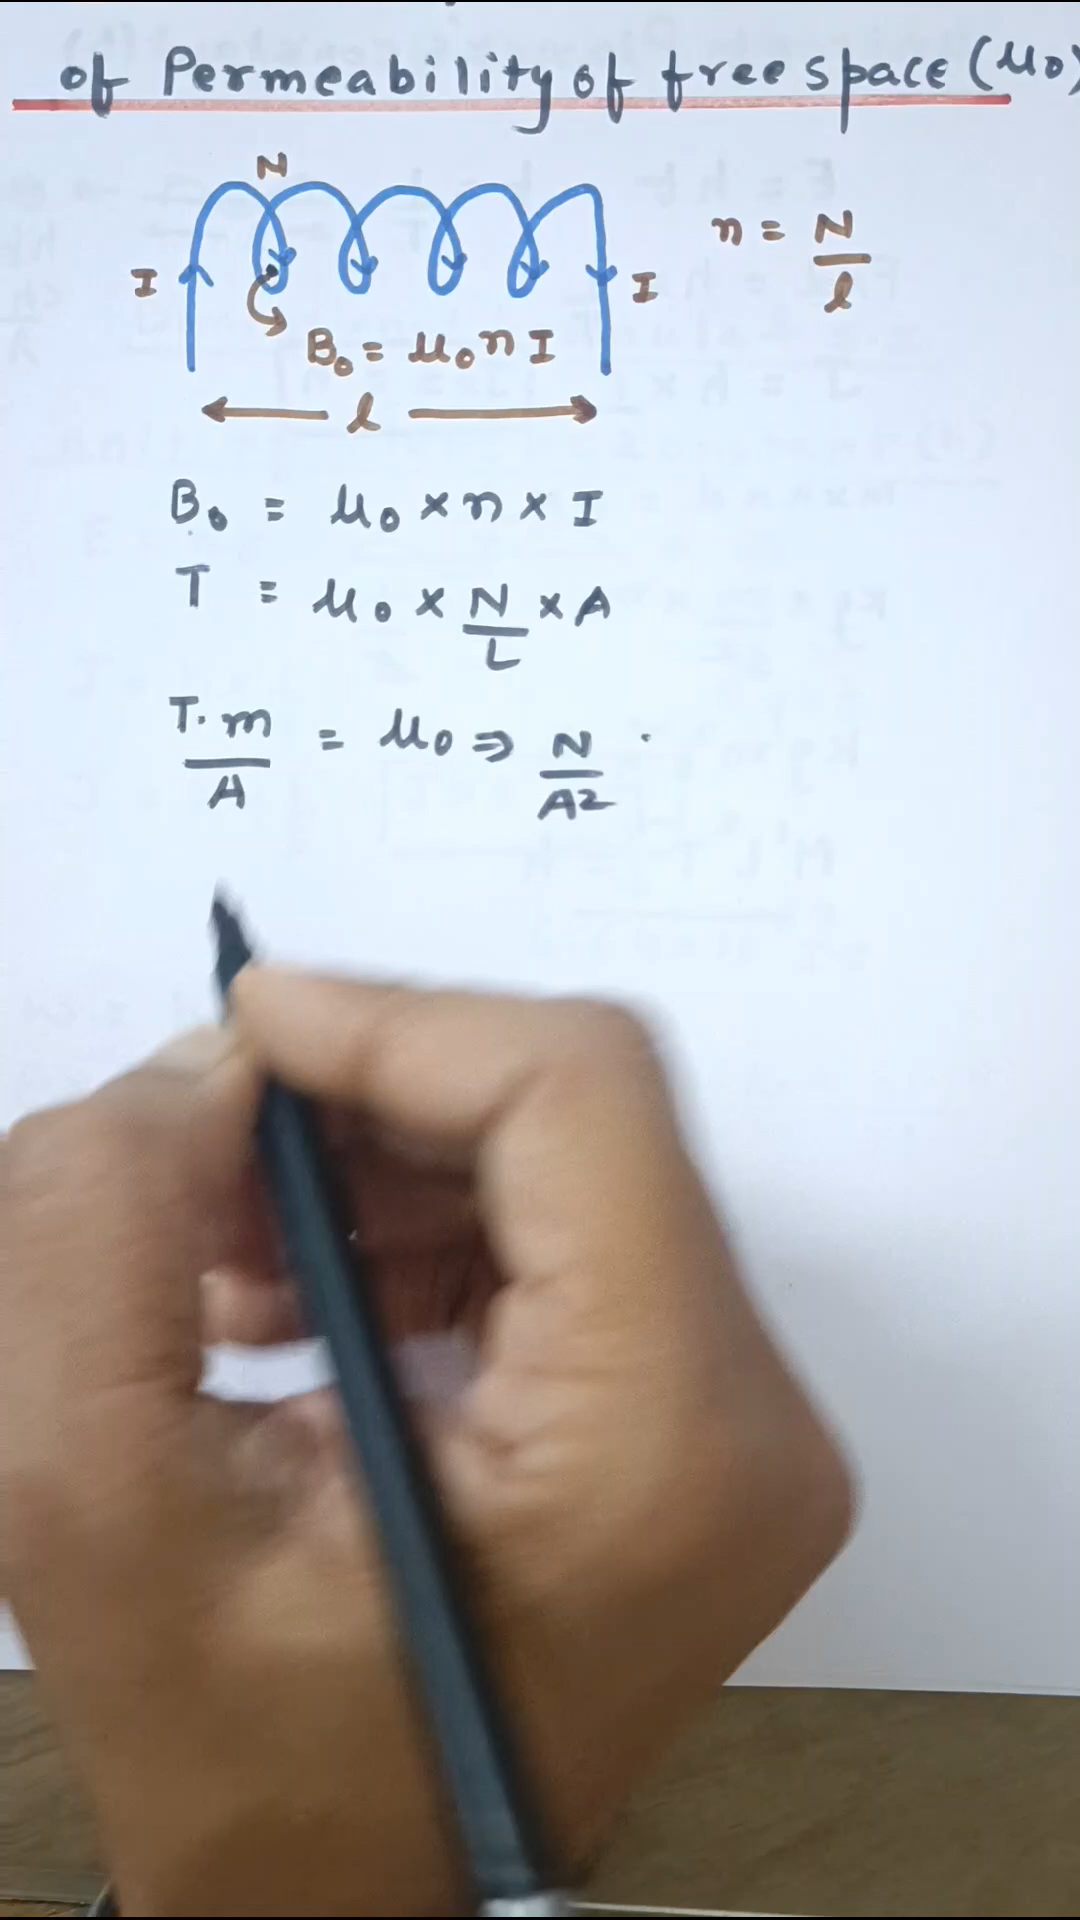 of Permeability of free space (μ₀)
N
I
I
n = N/l
B₀ = μ₀ n I
l
B₀ = μ₀ × n × I
T = μ₀ × N/L × A
T.m/A = μ₀ ⇒ N/A²